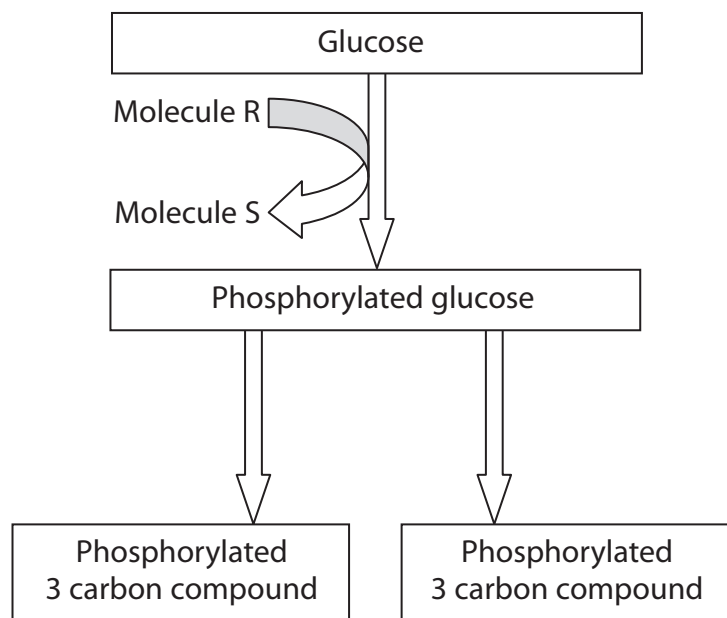 Glucose
Molecule R
Molecule S
Phosphorylated glucose
Phosphorylated
3 carbon compound
Phosphorylated
3 carbon compound